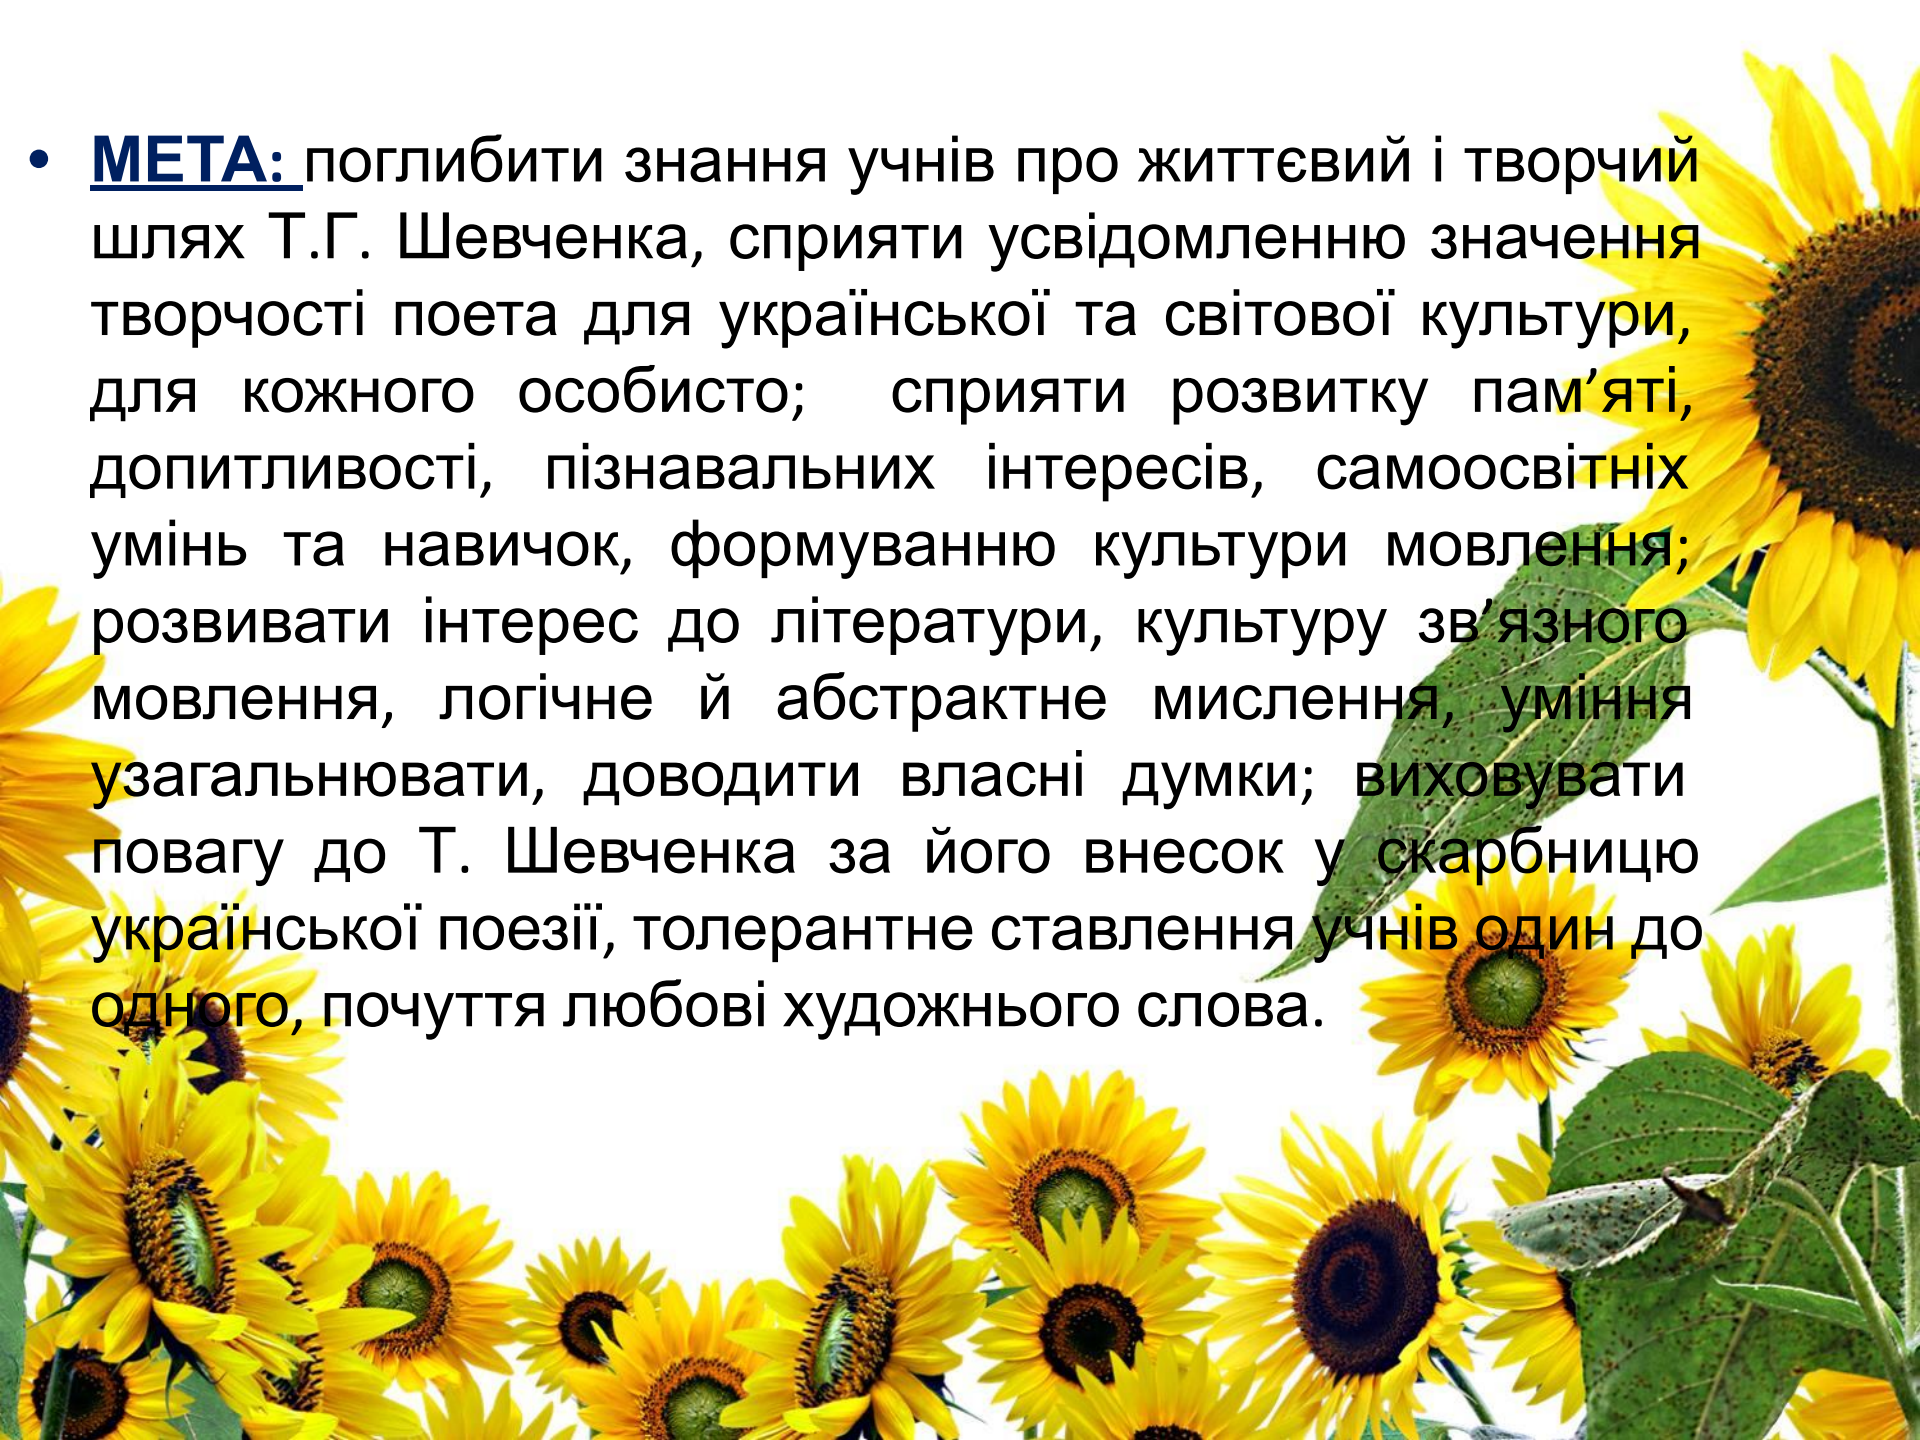 • МЕТА: поглибити знання учнів про життєвий і творчий
шлях Т.Г. Шевченка, сприяти усвідомленню значення
творчості поета для української та світової культури,
для кожного особисто; сприяти розвитку пам’яті,
допитливості, пізнавальних інтересів, самоосвітніх
умінь та навичок, формуванню культури мовлення;
розвивати інтерес до літератури, культуру зв’язного
мовлення, логічне й абстрактне мислення, уміння
узагальнювати, доводити власні думки; виховувати
повагу до Т. Шевченка за його внесок у скарбницю
української поезії, толерантне ставлення учнів один до
одного, почуття любові художнього слова.